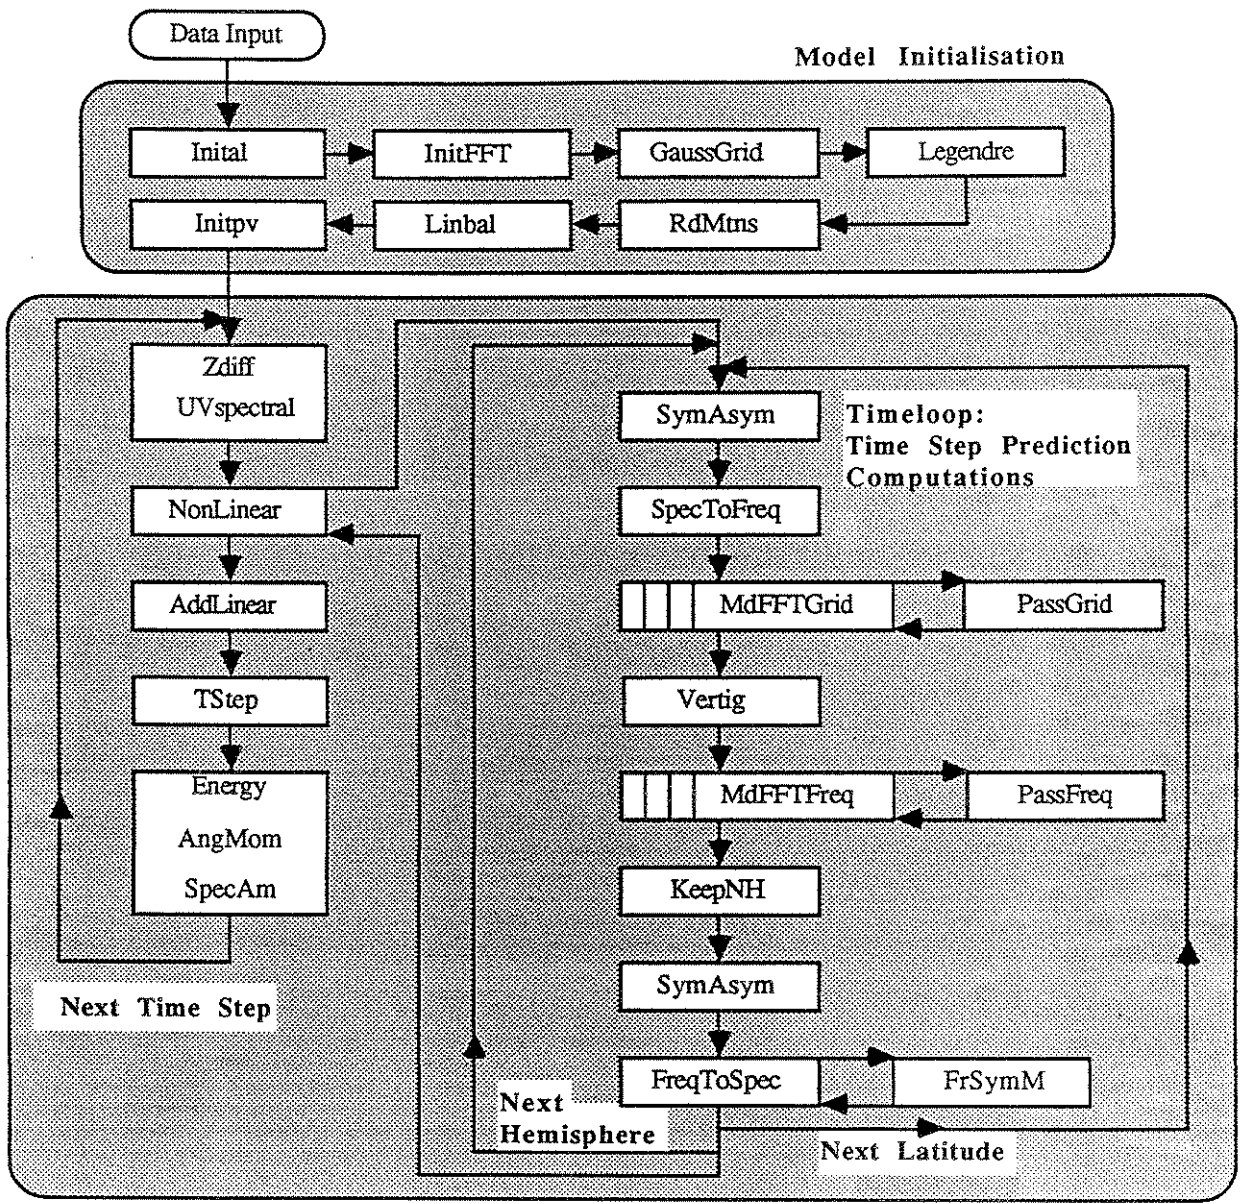 Data Input
Model Initialisation
Inital
InitFFT
GaussGrid
Legendre
Initpv
Linbal
RdMtns
Zdiff
UVspectral
NonLinear
AddLinear
TStep
Energy
AngMom
SpecAm
Next Time Step
SymAsym
Timeloop:
Time Step Prediction
Computations
SpecToFreq
MdFFTGrid
PassGrid
Vertig
MdFFTFreq
PassFreq
KeepNH
SymAsym
FreqToSpec
FrSymM
Next
Hemisphere
Next Latitude